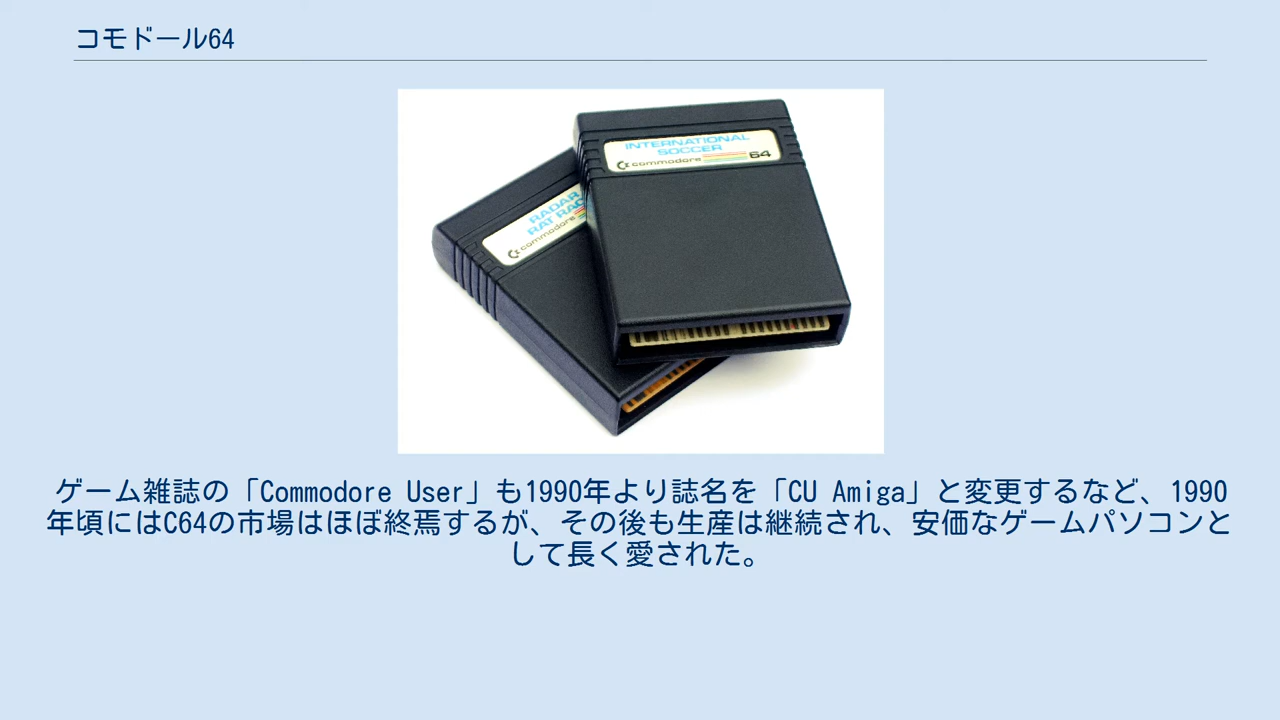 コモドール64
INTERNATIONAL
SOCCER
commodore 64
RADAR
RAT
commodore
ゲーム雑誌の「Commodore User」も1990年より誌名を「CU Amiga」と変更するなど、1990
年頃にはC64の市場はほぼ終焉するが、その後も生産は継続され、安価なゲームパソコンと
して長く愛された。